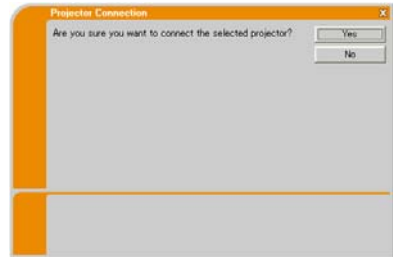 Projector Connection X
Are you sure you want to connect the selected projector? Yes
No